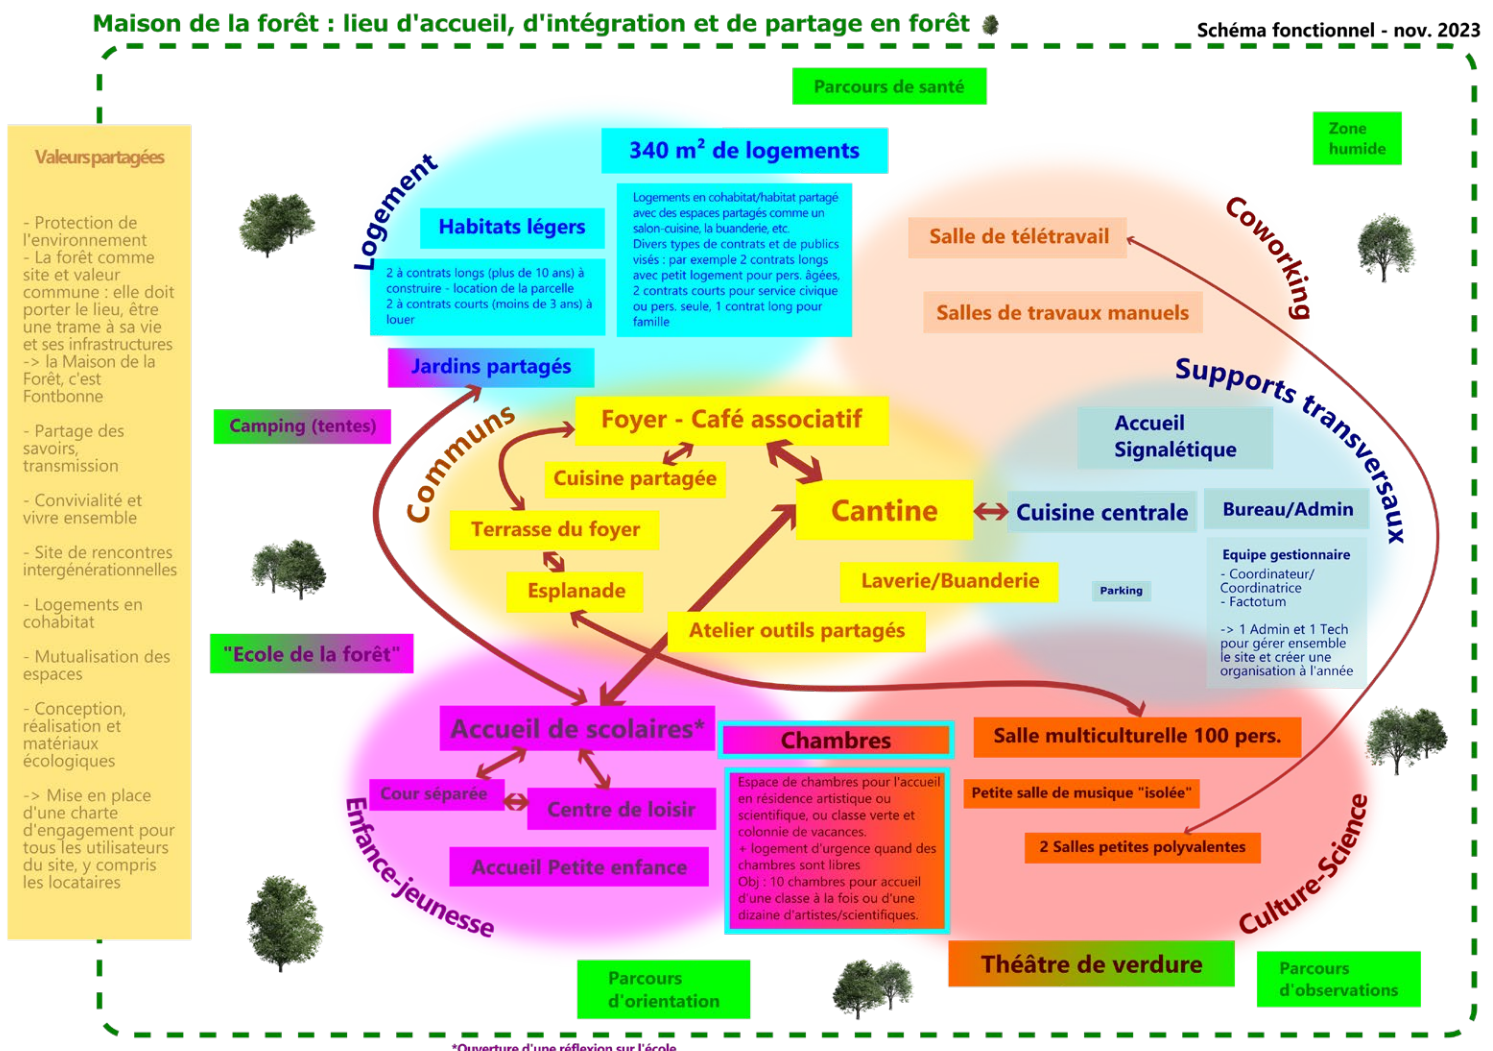 Maison de la forêt : lieu d'accueil, d'intégration et de partage en forêt
Schéma fonctionnel - nov. 2023
Parcours de santé
Zone
humide
Valeurs partagées
- Protection de
l'environnement
- La forêt comme
site et valeur
commune : elle doit
porter le lieu, être
une trame à sa vie
et ses infrastructures
-> la Maison de la
Forêt, c'est
Fontbonne
- Partage des
savoirs,
transmission
- Convivialité et
vivre ensemble
- Site de rencontres
intergénérationnelles
- Logements en
cohabitat
- Mutualisation des
espaces
- Conception,
réalisation et
matériaux
écologiques
-> Mise en place
d'une charte
d'engagement pour
tous les utilisateurs
du site, y compris
les locataires
Logement
340 m² de logements
Habitats légers
2 à contrats longs (plus de 10 ans) à
construire - location de la parcelle
2 à contrats courts (moins de 3 ans) à
louer
Logements en cohabitat/habitat partagé
avec des espaces partagés comme un
salon-cuisine, la buanderie, etc.
Divers types de contrats et de publics
visés : par exemple 2 contrats longs
avec petit logement pour pers. âgées,
2 contrats courts pour service civique
ou pers. seule, 1 contrat long pour
famille
Jardins partagés
Coworking
Salle de télétravail
Salles de travaux manuels
Camping (tentes)
"Ecole de la forêt"
Communs
Foyer - Café associatif
Cuisine partagée
Cantine
Terrasse du foyer
Esplanade
Laverie/Buanderie
Atelier outils partagés
Supports transversaux
Accueil
Signalétique
Cuisine centrale
Bureau/Admin
Parking
Equipe gestionnaire
- Coordinateur/
Coordinatrice
- Factotum
-> 1 Admin et 1 Tech
pour gérer ensemble
le site et créer une
organisation à l'année
Enfance-jeunesse
Accueil de scolaires*
Cour séparée
Centre de loisir
Accueil Petite enfance
Chambres
Espace de chambres pour l'accueil
en résidence artistique ou
scientifique, ou classe verte et
colonnie de vacances.
+ logement d'urgence quand des
chambres sont libres
Obj : 10 chambres pour accueil
d'une classe à la fois ou d'une
dizaine d'artistes/scientifiques.
Culture-Science
Salle multiculturelle 100 pers.
Petite salle de musique "isolée"
2 Salles petites polyvalentes
Théâtre de verdure
Parcours
d'orientation
Parcours
d'observations
*Ouverture d'une réflexion sur l'école